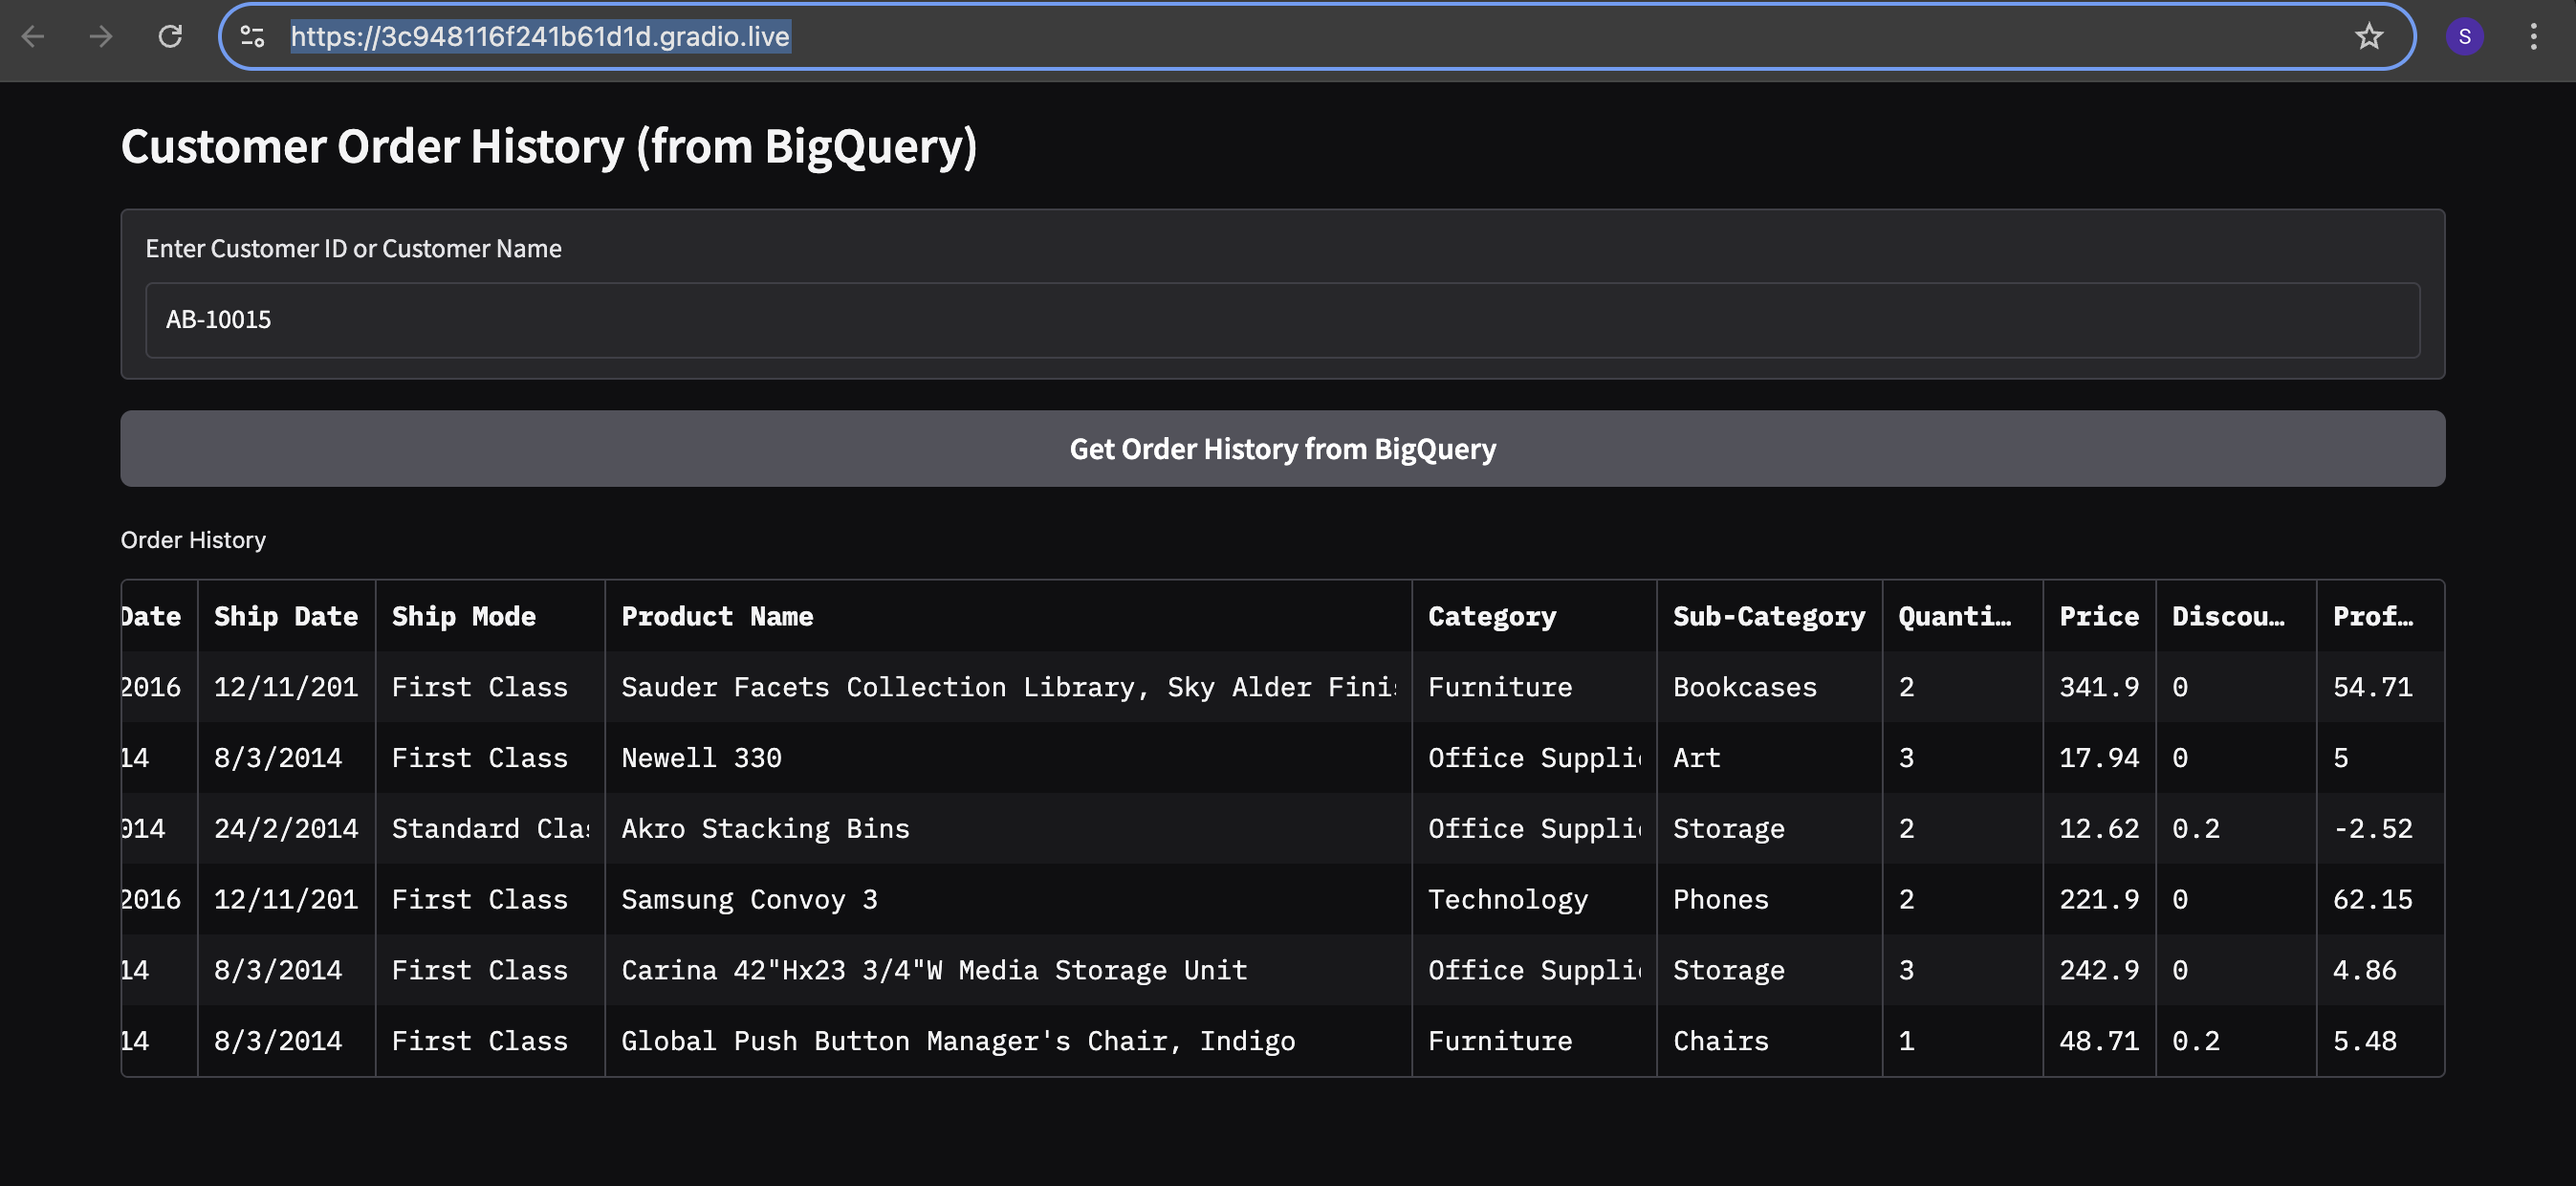 https://3c948116f241b61d1d.gradio.live
S
Customer Order History (from BigQuery)
Enter Customer ID or Customer Name
AB-10015
Get Order History from BigQuery
Order History
Date Ship Date Ship Mode Product Name Category Sub-Category Quanti… Price Discou… Prof…
2016 12/11/201 First Class Sauder Facets Collection Library, Sky Alder Finis Furniture Bookcases 2 341.9 0 54.71
14 8/3/2014 First Class Newell 330 Office Supplie Art 3 17.94 0 5
014 24/2/2014 Standard Clas Akro Stacking Bins Office Supplie Storage 2 12.62 0.2 -2.52
2016 12/11/201 First Class Samsung Convoy 3 Technology Phones 2 221.9 0 62.15
14 8/3/2014 First Class Carina 42"Hx23 3/4"W Media Storage Unit Office Supplie Storage 3 242.9 0 4.86
14 8/3/2014 First Class Global Push Button Manager's Chair, Indigo Furniture Chairs 1 48.71 0.2 5.48